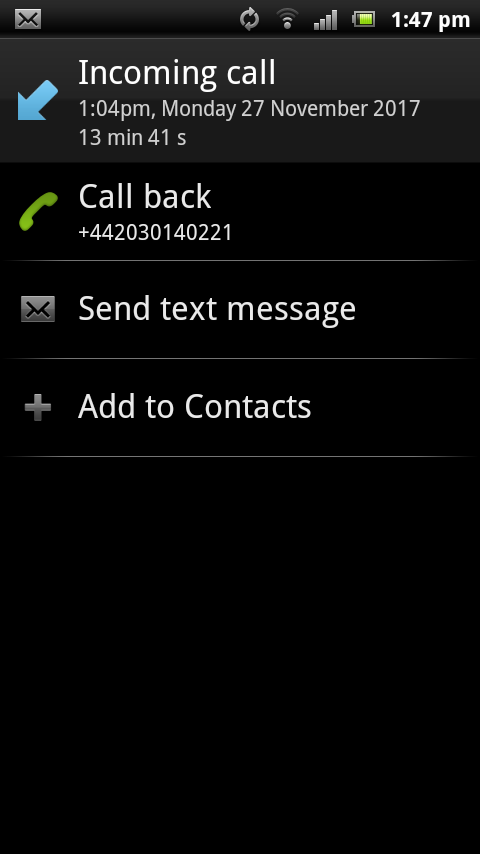 1:47 pm
Incoming call
1:04pm, Monday 27 November 2017
13 min 41 s
Call back
+442030140221
Send text message
Add to Contacts